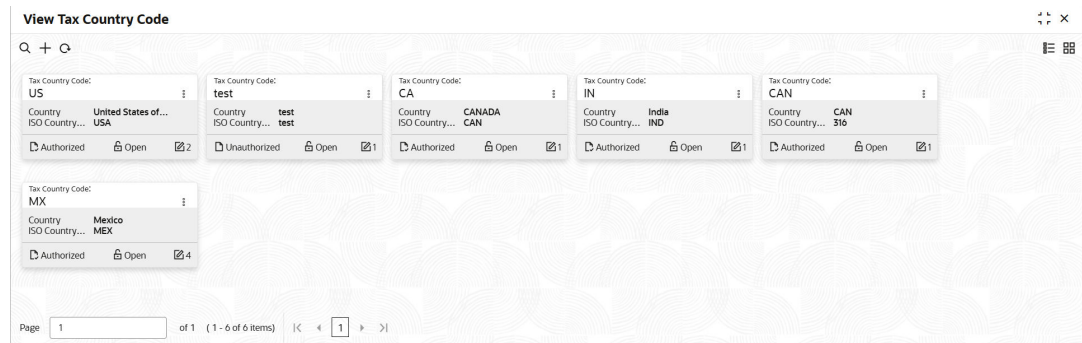 View Tax Country Code
Tax Country Code:
US
Country United States of...
ISO Country... USA
Authorized Open 2
Tax Country Code:
test
Country test
ISO Country... test
Unauthorized Open 1
Tax Country Code:
CA
Country CANADA
ISO Country... CAN
Authorized Open 1
Tax Country Code:
IN
Country India
ISO Country... IND
Authorized Open 1
Tax Country Code:
CAN
Country CAN
ISO Country... 316
Authorized Open 1
Tax Country Code:
MX
Country Mexico
ISO Country... MEX
Authorized Open 4
Page 1 of 1 ( 1 - 6 of 6 items) 1